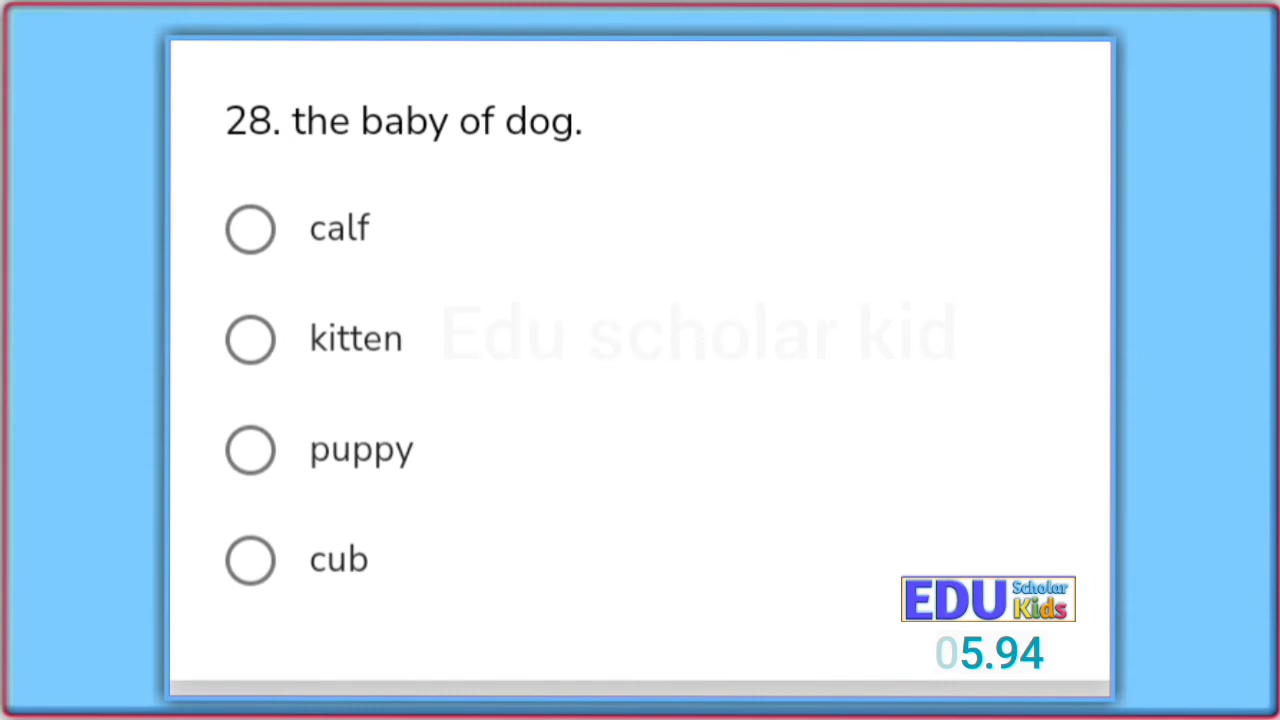 28. the baby of dog.
calf
kitten
Edu scholar kid
puppy
cub
EDU Scholar Kids
05.94